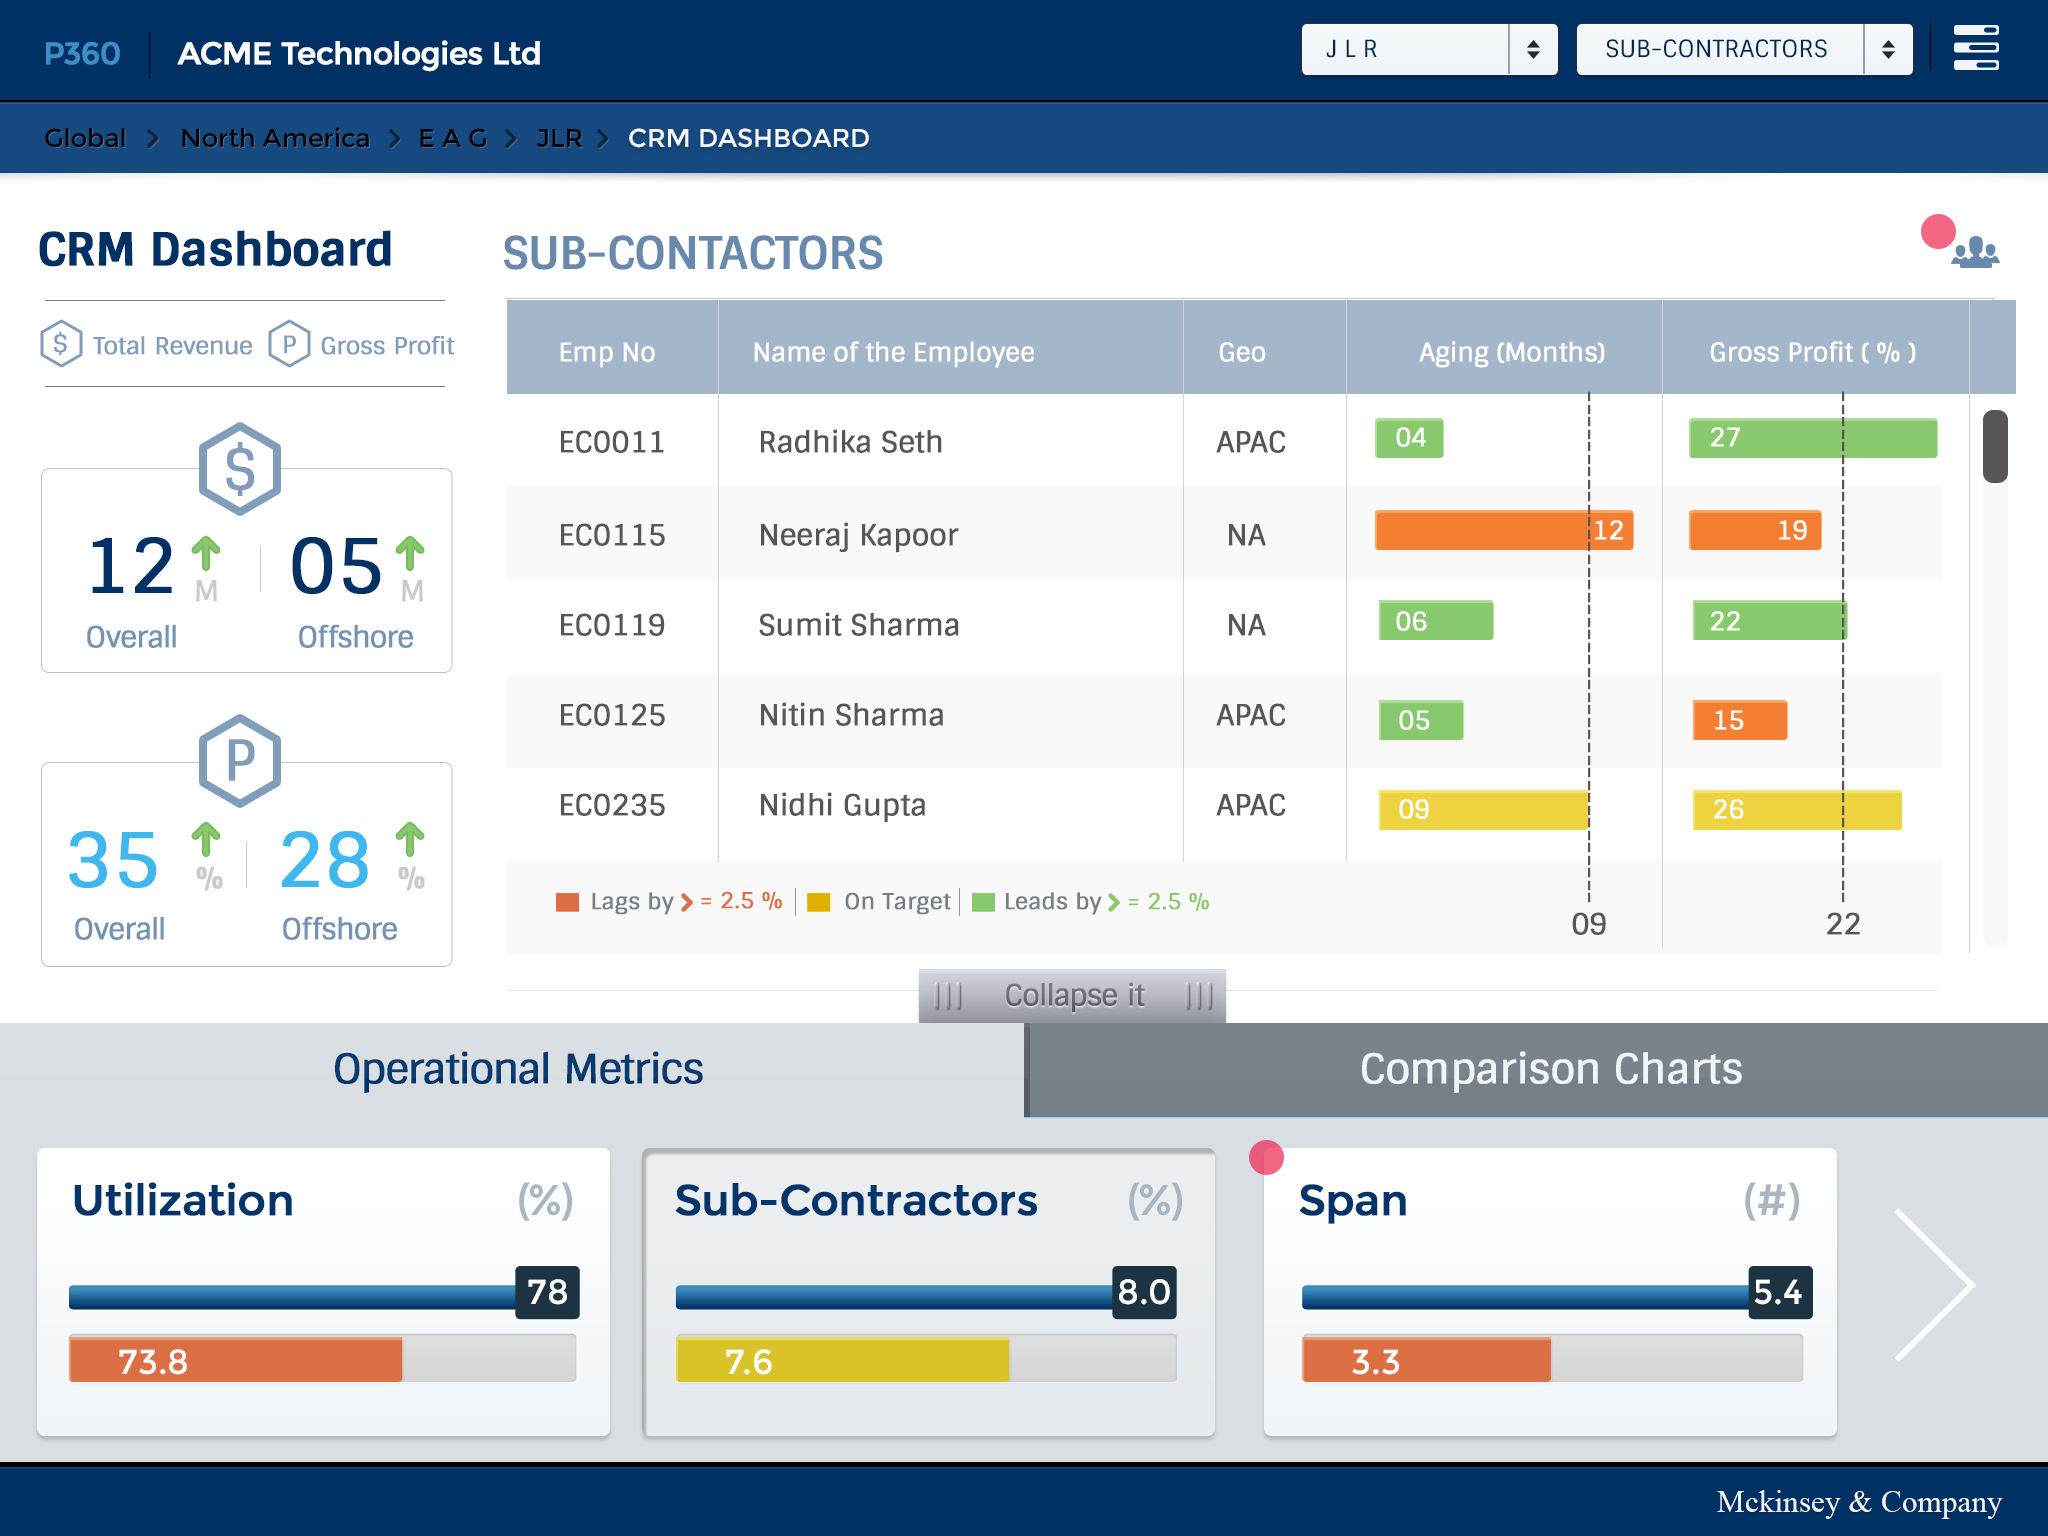 P360 ACME Technologies Ltd J L R SUB-CONTRACTORS
Global North America E A G JLR CRM DASHBOARD
CRM Dashboard
$ Total Revenue P Gross Profit
$
12 M 05 M
Overall Offshore
P
35 % 28 %
Overall Offshore
SUB-CONTACTORS
Emp No Name of the Employee Geo Aging (Months) Gross Profit ( % )
EC0011 Radhika Seth APAC 04 27
EC0115 Neeraj Kapoor NA 12 19
EC0119 Sumit Sharma NA 06 22
EC0125 Nitin Sharma APAC 05 15
EC0235 Nidhi Gupta APAC 09 26
Lags by > = 2.5 % On Target Leads by > = 2.5 %
09 22
Collapse it
Operational Metrics Comparison Charts
Utilization (%)
78
73.8
Sub-Contractors (%)
8.0
7.6
Span (#)
5.4
3.3
Mckinsey & Company